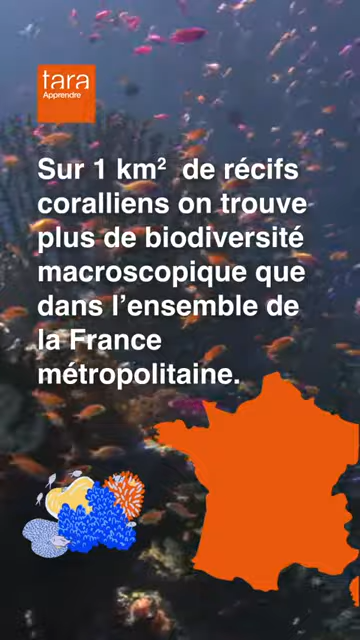 tara
Apprendre
Sur 1 km² de récifs
coralliens on trouve
plus de biodiversité
macroscopique que
dans l’ensemble de
la France
métropolitaine.